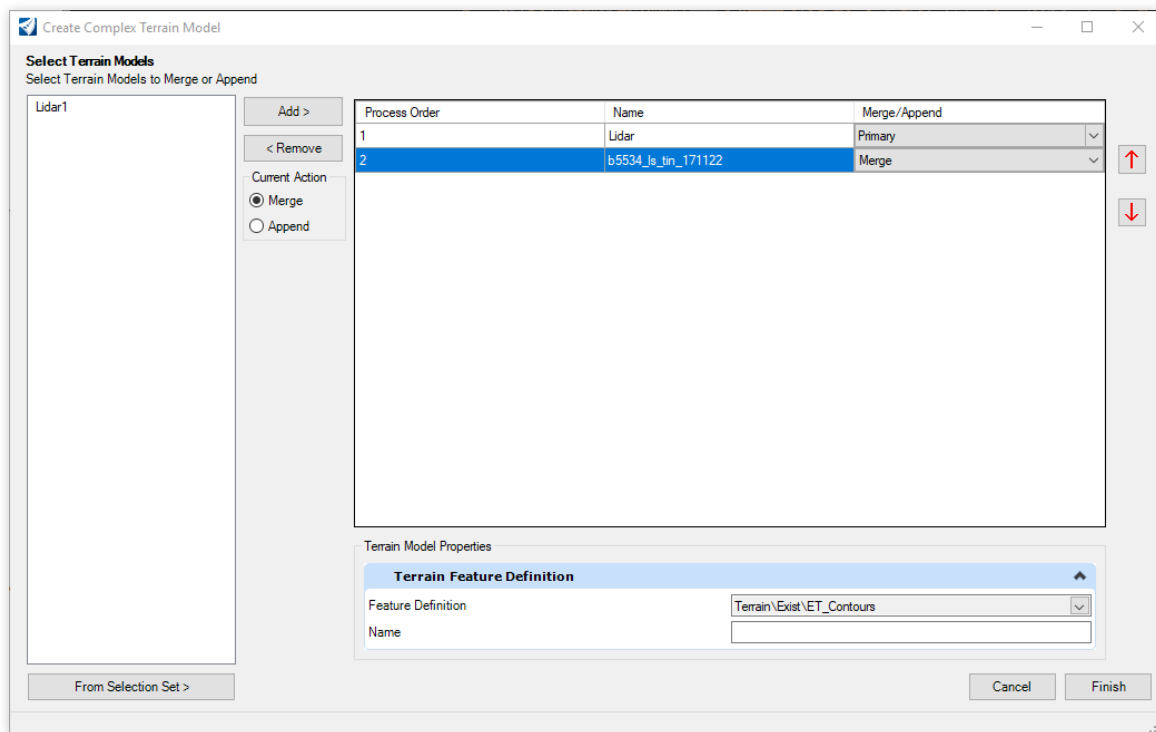 Create Complex Terrain Model
Select Terrain Models
Select Terrain Models to Merge or Append
Lidar1
Add >
< Remove
Current Action
Merge
Append
Process Order Name Merge/Append
1 Lidar Primary
2 b5534_ls_tin_171122 Merge
Terrain Model Properties
Terrain Feature Definition
Feature Definition Terrain\Exist\ET_Contours
Name
From Selection Set >
Cancel Finish